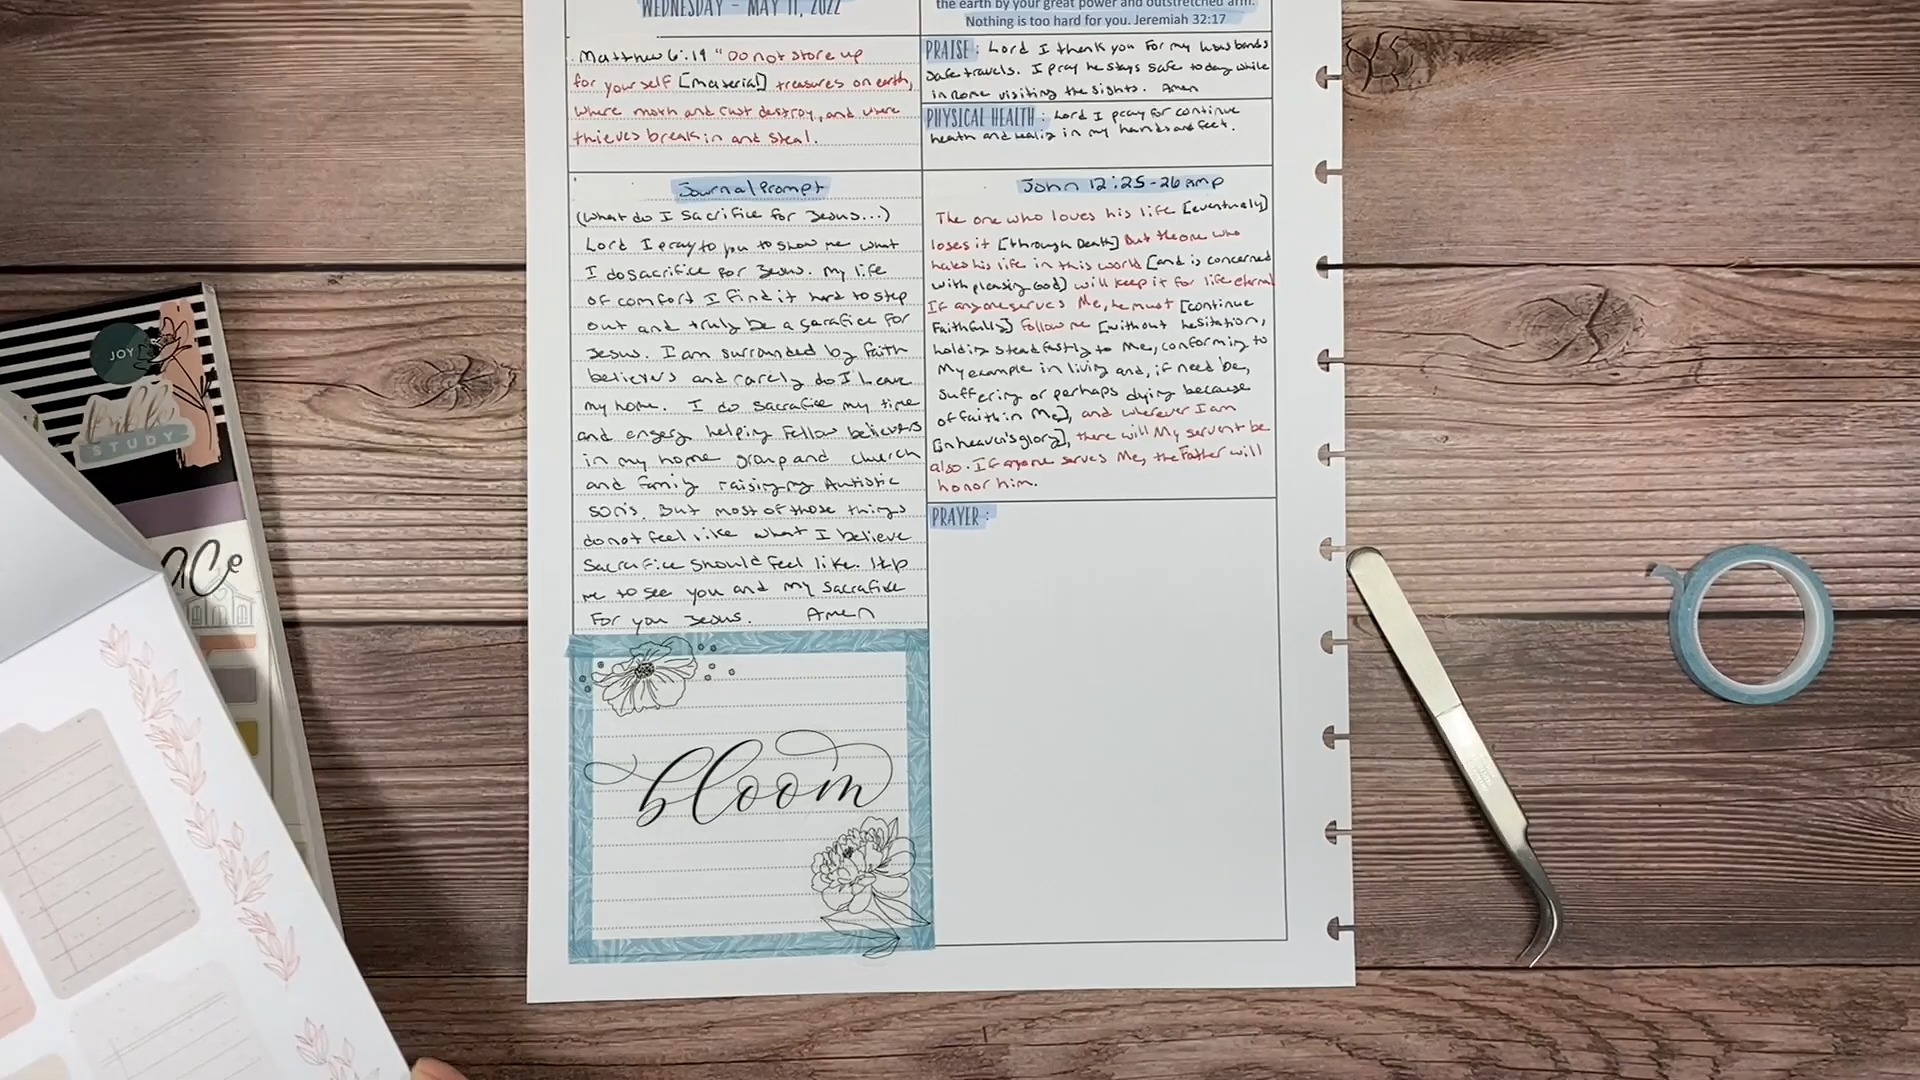 WEDNESDAY - MAY 11, 2022
Matthew 6:19 "Do not store up
for yourself [material] treasures on earth,
where moth and rust destroy, and where
thieves break in and steal.
Journal Prompt
(What do I sacrifice for Jesus...)
Lord I pray to you to show me what
I do sacrifice for Jesus. My life
of comfort I find it hard to step
out and truly be a sacrafice for
Jesus. I am surrounded by faith
believers and rarely do I leave
my home. I do sacrafice my time
and engery helping fellow believers
in my home group and church
and family raising my Autistic
son's. But most of those things
do not feel like what I believe
Sacrafice should feel like. Help
me to see you and my sacrafice
for you Jesus. Amen
bloom
the earth by your great power and outstretched arm.
Nothing is too hard for you. Jeremiah 32:17
PRAISE: Lord I thank you for my husbands
safe travels. I pray he stays safe today while
in Rome visiting the sights. Amen
PHYSICAL HEALTH: Lord I pray for continue
heath and healing in my hands and feet.
John 12:25-26 amp
The one who loves his life [eventualy]
loses it [through Death] But the one who
hates his life in this world [and is concerned
with pleasing God] will keep it for life eternal
If anyone serves Me, he must [continue
Faithfully] follow me [without hesitation,
holding steadfastly to Me, conforming to
My example in living and, if need be,
suffering or perhaps dying because
of faith in Me], and wherever I am
[in heaven's glory], there will My servant be
also. If anyone serves Me, the Father will
honor him.
PRAYER:
JOY
Bible
STUDY